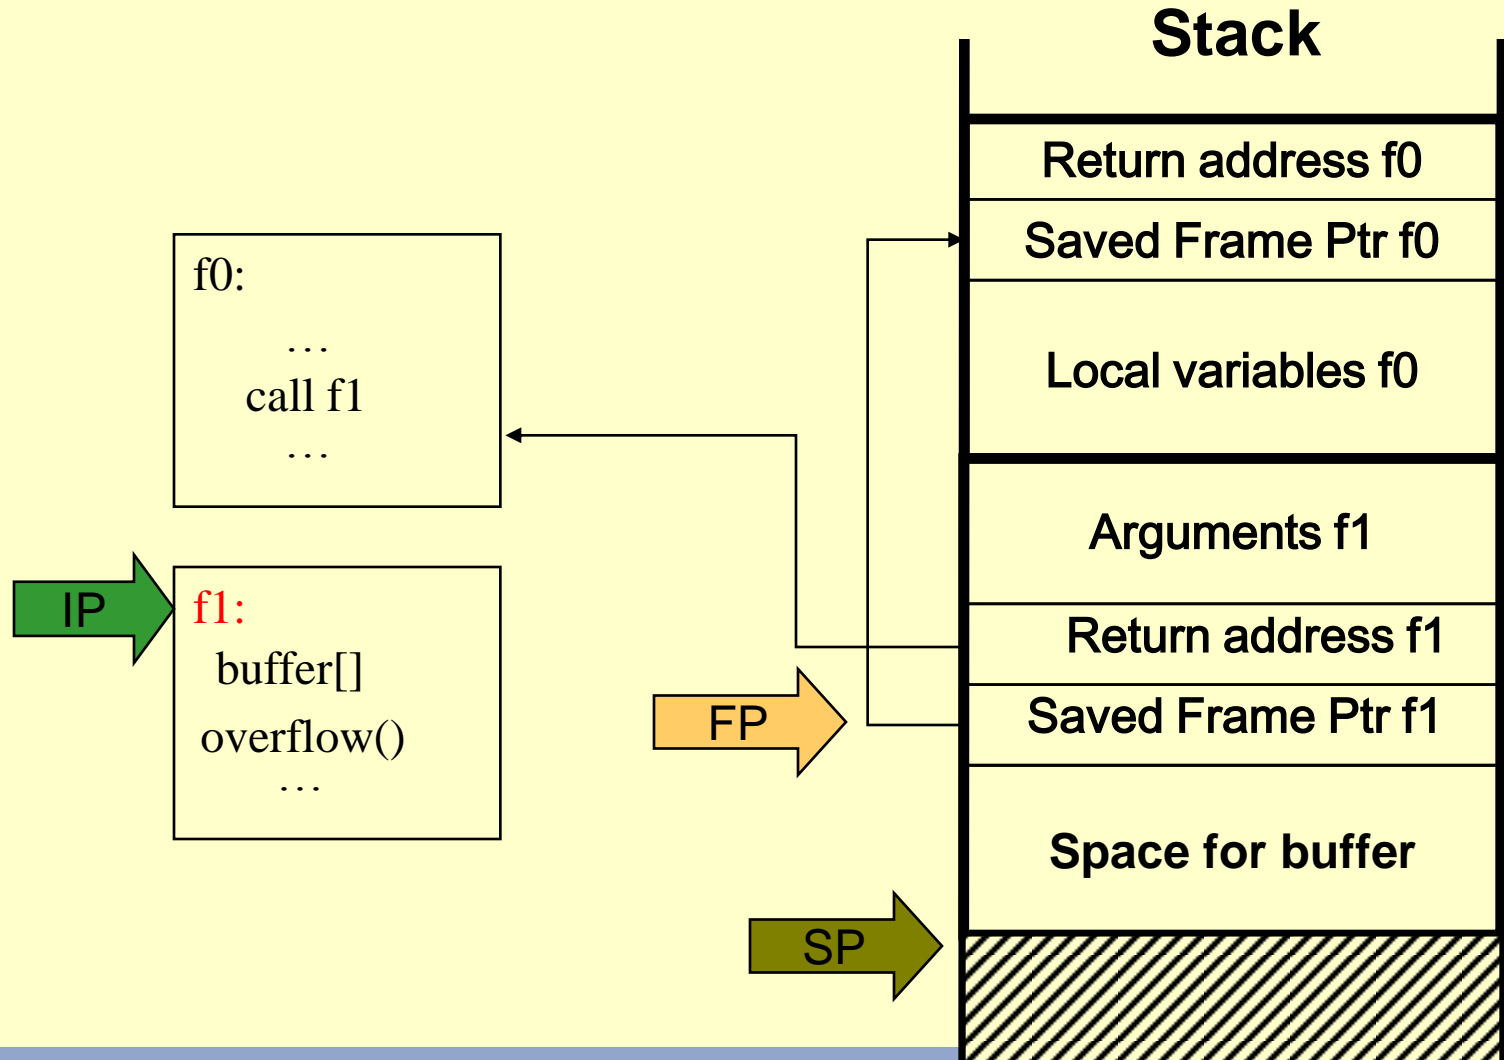 Stack
Return address f0
Saved Frame Ptr f0
Local variables f0
Arguments f1
Return address f1
Saved Frame Ptr f1
Space for buffer
f0:
…
call f1
…
IP
f1:
buffer[]
overflow()
…
FP
SP